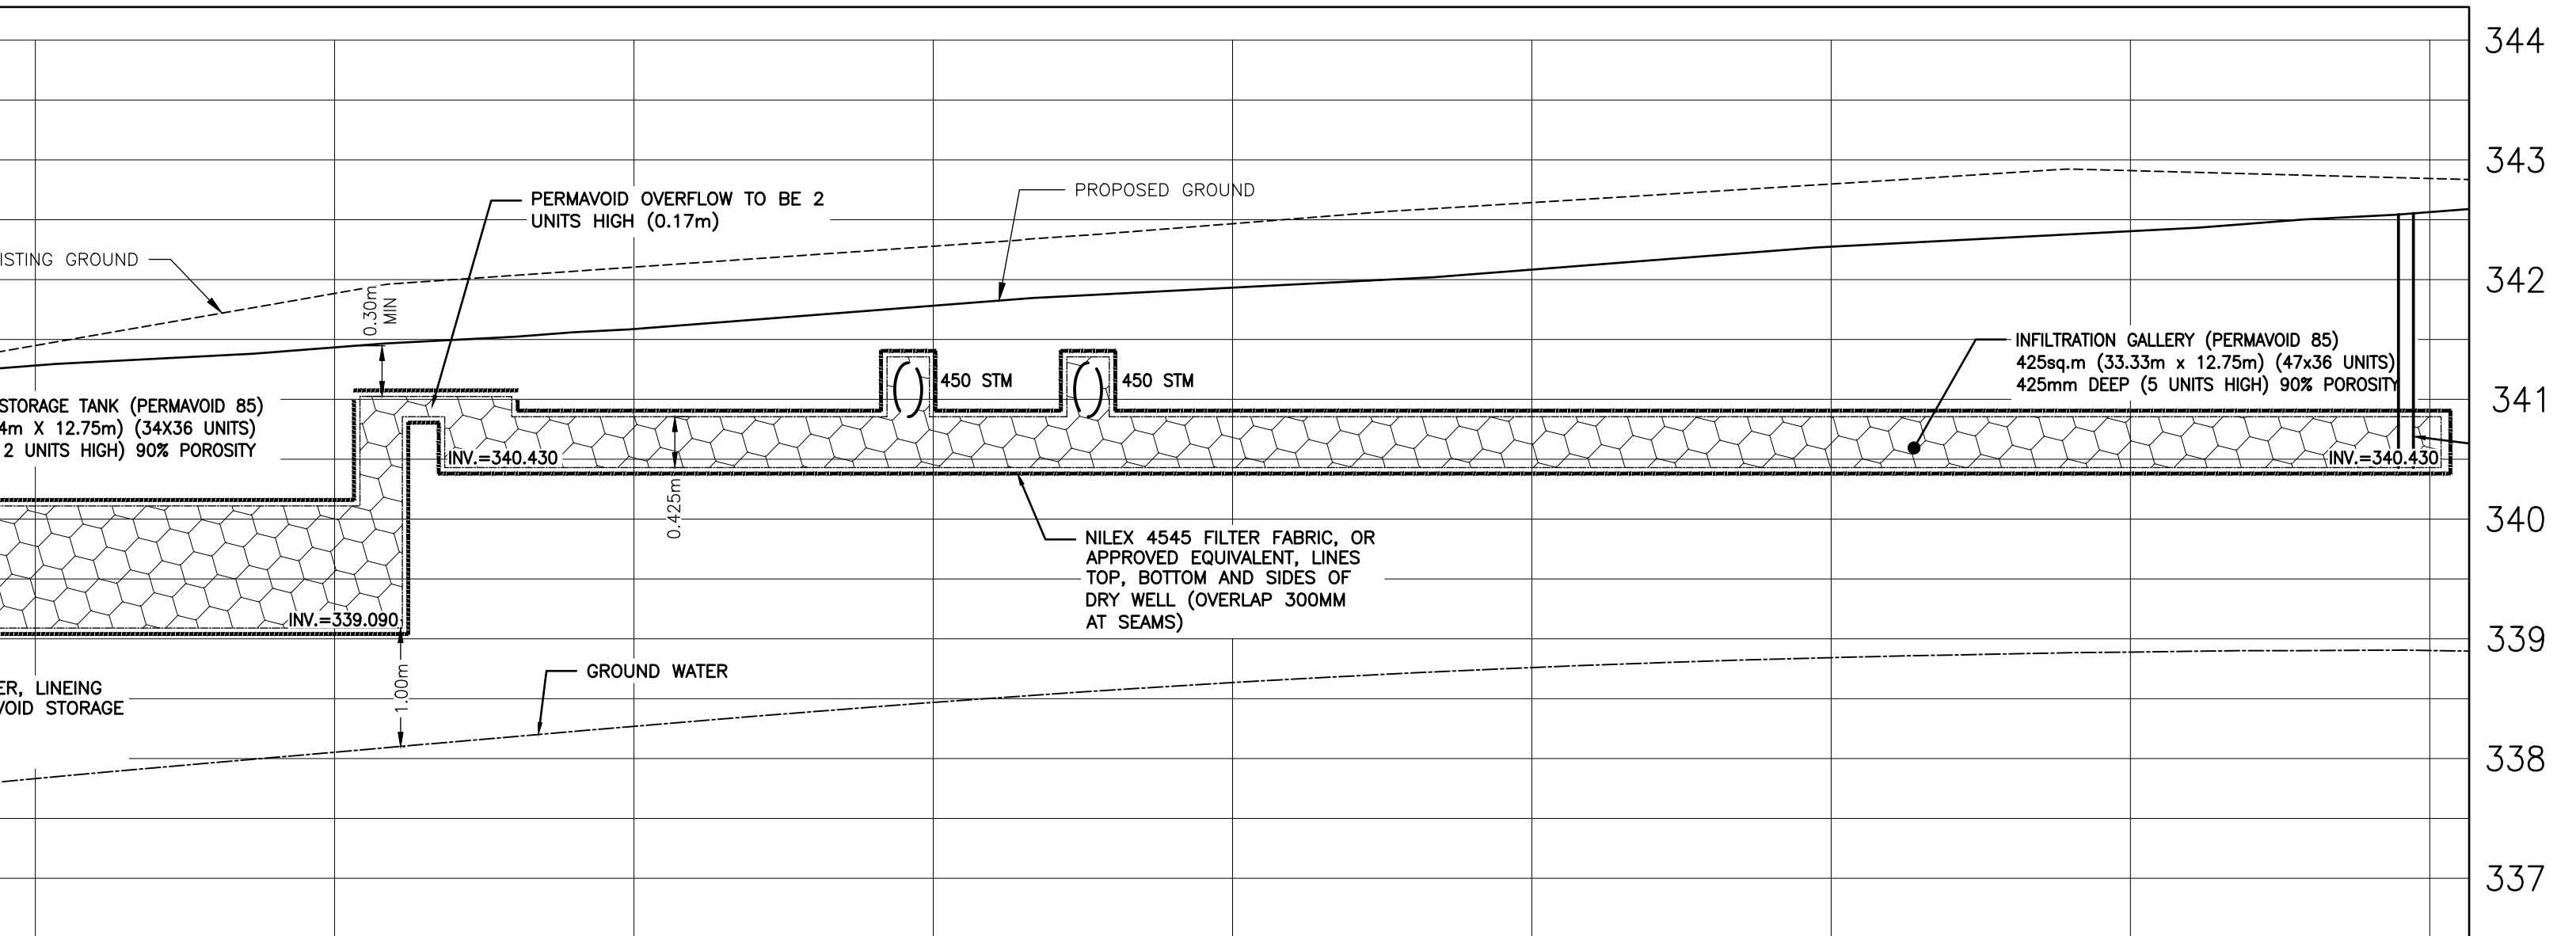 344
343
342
341
340
339
338
337
PERMAVOID OVERFLOW TO BE 2
UNITS HIGH (0.17m)
PROPOSED GROUND
ISTING GROUND
0.30m
MIN
INFILTRATION GALLERY (PERMAVOID 85)
425sq.m (33.33m x 12.75m) (47x36 UNITS)
425mm DEEP (5 UNITS HIGH) 90% POROSITY
450 STM
450 STM
STORAGE TANK (PERMAVOID 85)
4m X 12.75m) (34X36 UNITS)
2 UNITS HIGH) 90% POROSITY
INV.=340.430
INV.=340.430
0.425m
NILEX 4545 FILTER FABRIC, OR
APPROVED EQUIVALENT, LINES
TOP, BOTTOM AND SIDES OF
DRY WELL (OVERLAP 300MM
AT SEAMS)
INV.=339.090
1.00m
GROUND WATER
ER, LINEING
VOID STORAGE